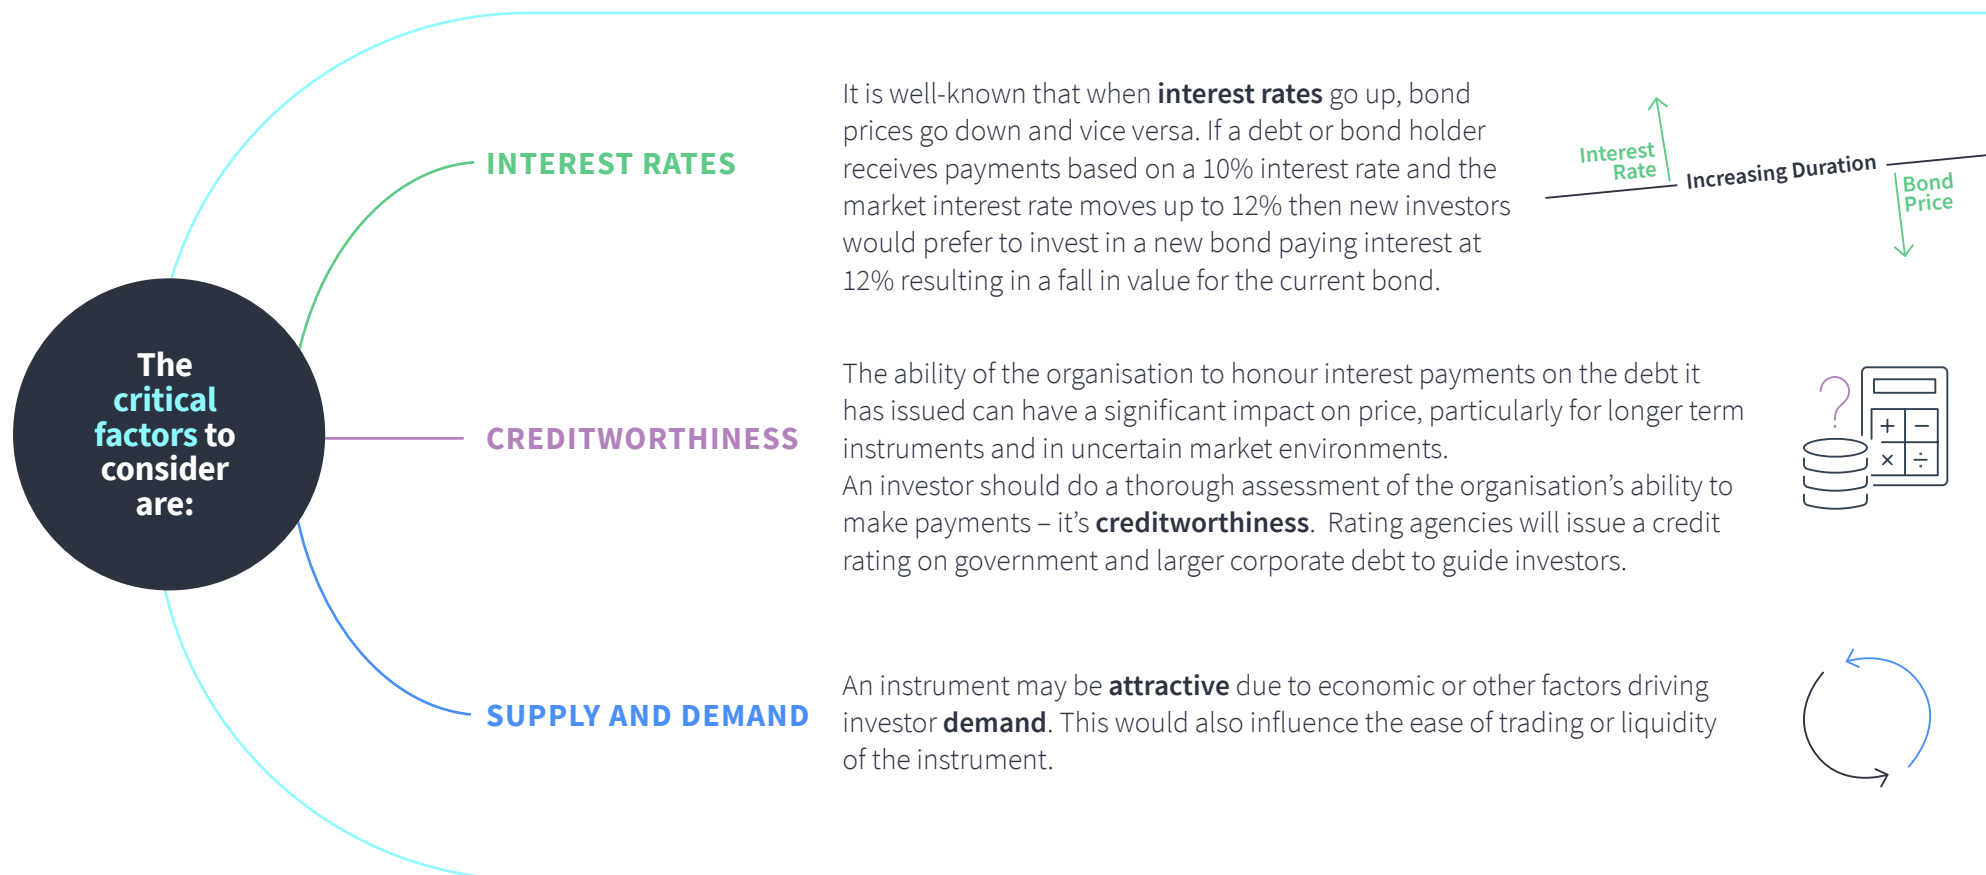 The
critical
factors to
consider
are:
INTEREST RATES
It is well-known that when interest rates go up, bond
prices go down and vice versa. If a debt or bond holder
receives payments based on a 10% interest rate and the
market interest rate moves up to 12% then new investors
would prefer to invest in a new bond paying interest at
12% resulting in a fall in value for the current bond.
Interest
Rate
Increasing Duration
Bond
Price
CREDITWORTHINESS
The ability of the organisation to honour interest payments on the debt it
has issued can have a significant impact on price, particularly for longer term
instruments and in uncertain market environments.
An investor should do a thorough assessment of the organisation’s ability to
make payments – it’s creditworthiness.  Rating agencies will issue a credit
rating on government and larger corporate debt to guide investors.
?
+ −
× ÷
SUPPLY AND DEMAND
An instrument may be attractive due to economic or other factors driving
investor demand. This would also influence the ease of trading or liquidity
of the instrument.